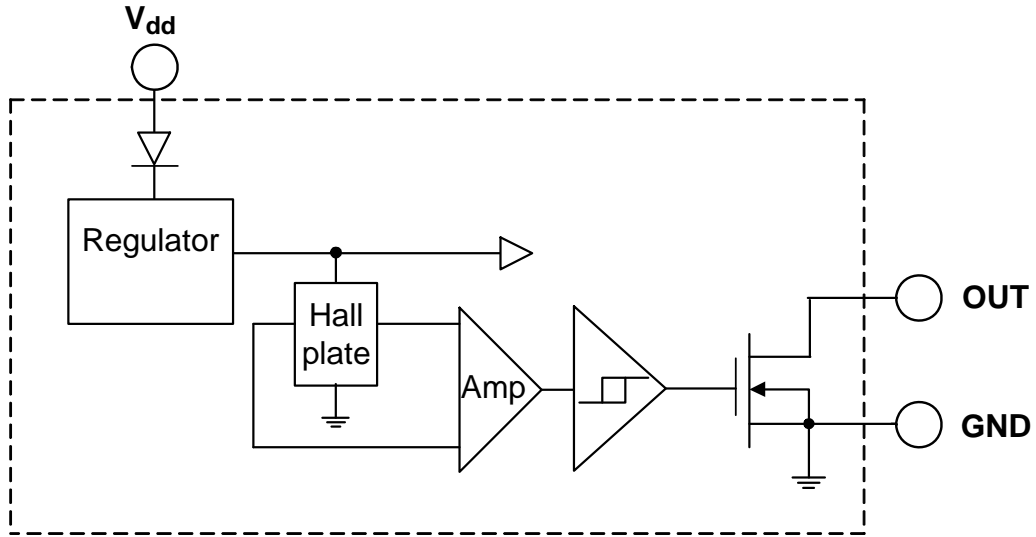 Vdd
Regulator
Hall
plate
Amp
OUT
GND